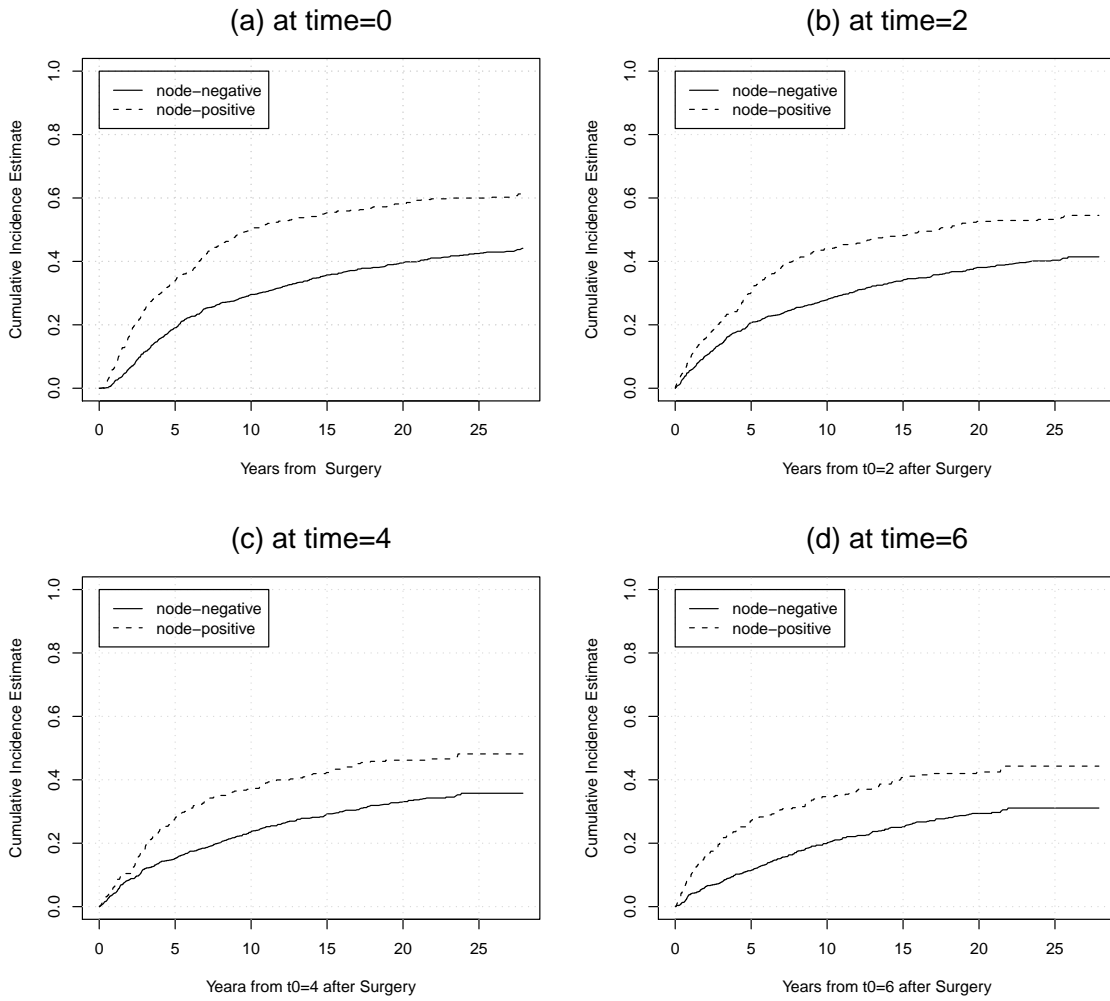 (a) at time=0
Cumulative Incidence Estimate
1.0
0.8
0.6
0.4
0.2
0.0
node−negative
node−positive
0 5 10 15 20 25
Years from  Surgery
(b) at time=2
Cumulative Incidence Estimate
1.0
0.8
0.6
0.4
0.2
0.0
node−negative
node−positive
0 5 10 15 20 25
Years from t0=2 after Surgery
(c) at time=4
Cumulative Incidence Estimate
1.0
0.8
0.6
0.4
0.2
0.0
node−negative
node−positive
0 5 10 15 20 25
Yeara from t0=4 after Surgery
(d) at time=6
Cumulative Incidence Estimate
1.0
0.8
0.6
0.4
0.2
0.0
node−negative
node−positive
0 5 10 15 20 25
Years from t0=6 after Surgery